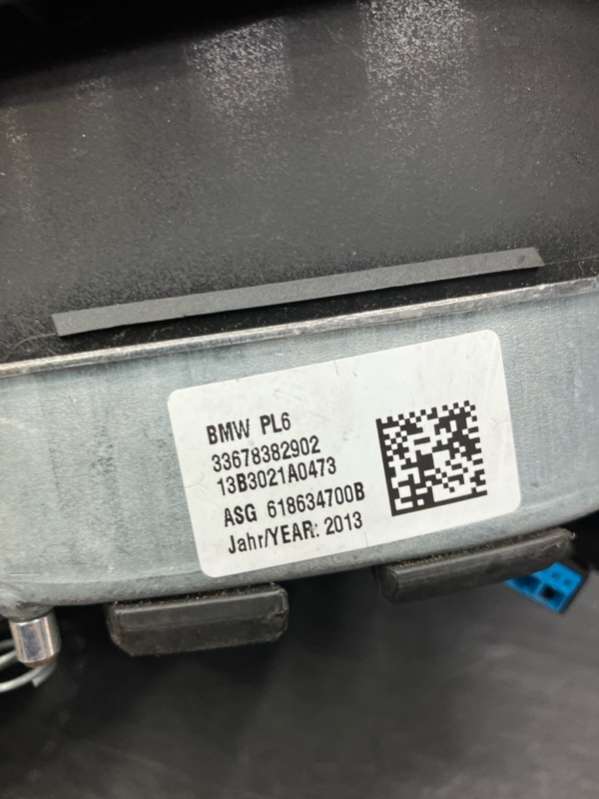 BMW PL6
33678382902
13B3021A0473
ASG 618634700B
Jahr/YEAR: 2013